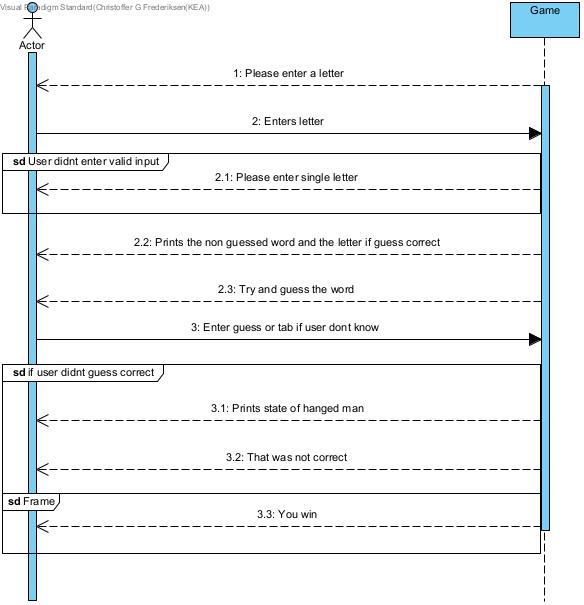 Visual Paradigm Standard(Christoffer G Frederiksen(KEA))
Game
Actor
1: Please enter a letter
2: Enters letter
sd User didnt enter valid input
2.1: Please enter single letter
2.2: Prints the non guessed word and the letter if guess correct
2.3: Try and guess the word
3: Enter guess or tab if user dont know
sd if user didnt guess correct
3.1: Prints state of hanged man
3.2: That was not correct
sd Frame
3.3: You win